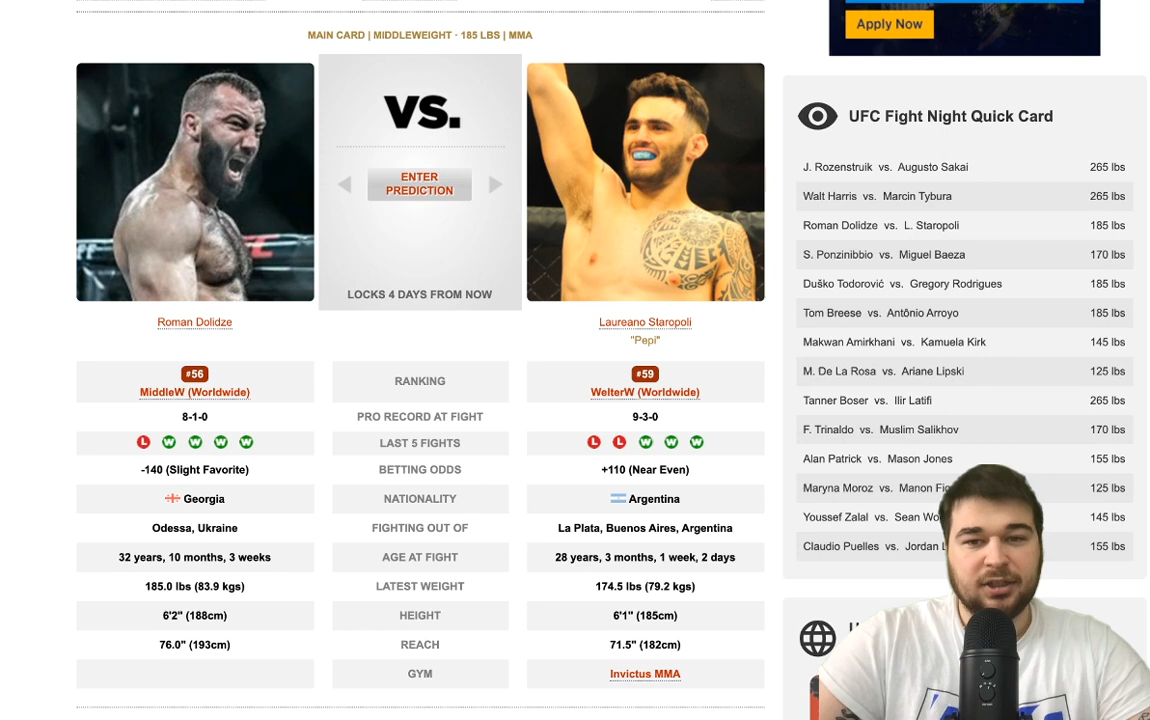 Apply Now
MAIN CARD | MIDDLEWEIGHT · 185 LBS | MMA
VS.
ENTER
PREDICTION
LOCKS 4 DAYS FROM NOW
Roman Dolidze
Laureano Staropoli
"Pepi"
#56
MiddleW (Worldwide)
RANKING
#59
WelterW (Worldwide)
8-1-0 PRO RECORD AT FIGHT 9-3-0
L W W W W LAST 5 FIGHTS L L W W W
-140 (Slight Favorite) BETTING ODDS +110 (Near Even)
Georgia NATIONALITY Argentina
Odessa, Ukraine FIGHTING OUT OF La Plata, Buenos Aires, Argentina
32 years, 10 months, 3 weeks AGE AT FIGHT 28 years, 3 months, 1 week, 2 days
185.0 lbs (83.9 kgs) LATEST WEIGHT 174.5 lbs (79.2 kgs)
6'2" (188cm) HEIGHT 6'1" (185cm)
76.0" (193cm) REACH 71.5" (182cm)
GYM Invictus MMA
UFC Fight Night Quick Card
J. Rozenstruik vs. Augusto Sakai 265 lbs
Walt Harris vs. Marcin Tybura 265 lbs
Roman Dolidze vs. L. Staropoli 185 lbs
S. Ponzinibbio vs. Miguel Baeza 170 lbs
Duško Todorović vs. Gregory Rodrigues 185 lbs
Tom Breese vs. Antônio Arroyo 185 lbs
Makwan Amirkhani vs. Kamuela Kirk 145 lbs
M. De La Rosa vs. Ariane Lipski 125 lbs
Tanner Boser vs. Ilir Latifi 265 lbs
F. Trinaldo vs. Muslim Salikhov 170 lbs
Alan Patrick vs. Mason Jones 155 lbs
Maryna Moroz vs. Manon 125 lbs
Youssef Zalal vs. Sean 145 lbs
Claudio Puelles vs. Jordan 155 lbs